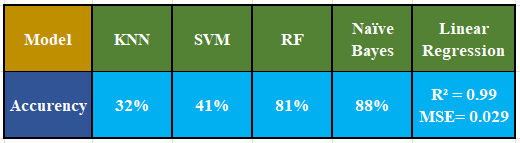 Model KNN SVM RF Naïve Bayes Linear Regression
Accurency 32% 41% 81% 88% R² = 0.99 MSE= 0.029